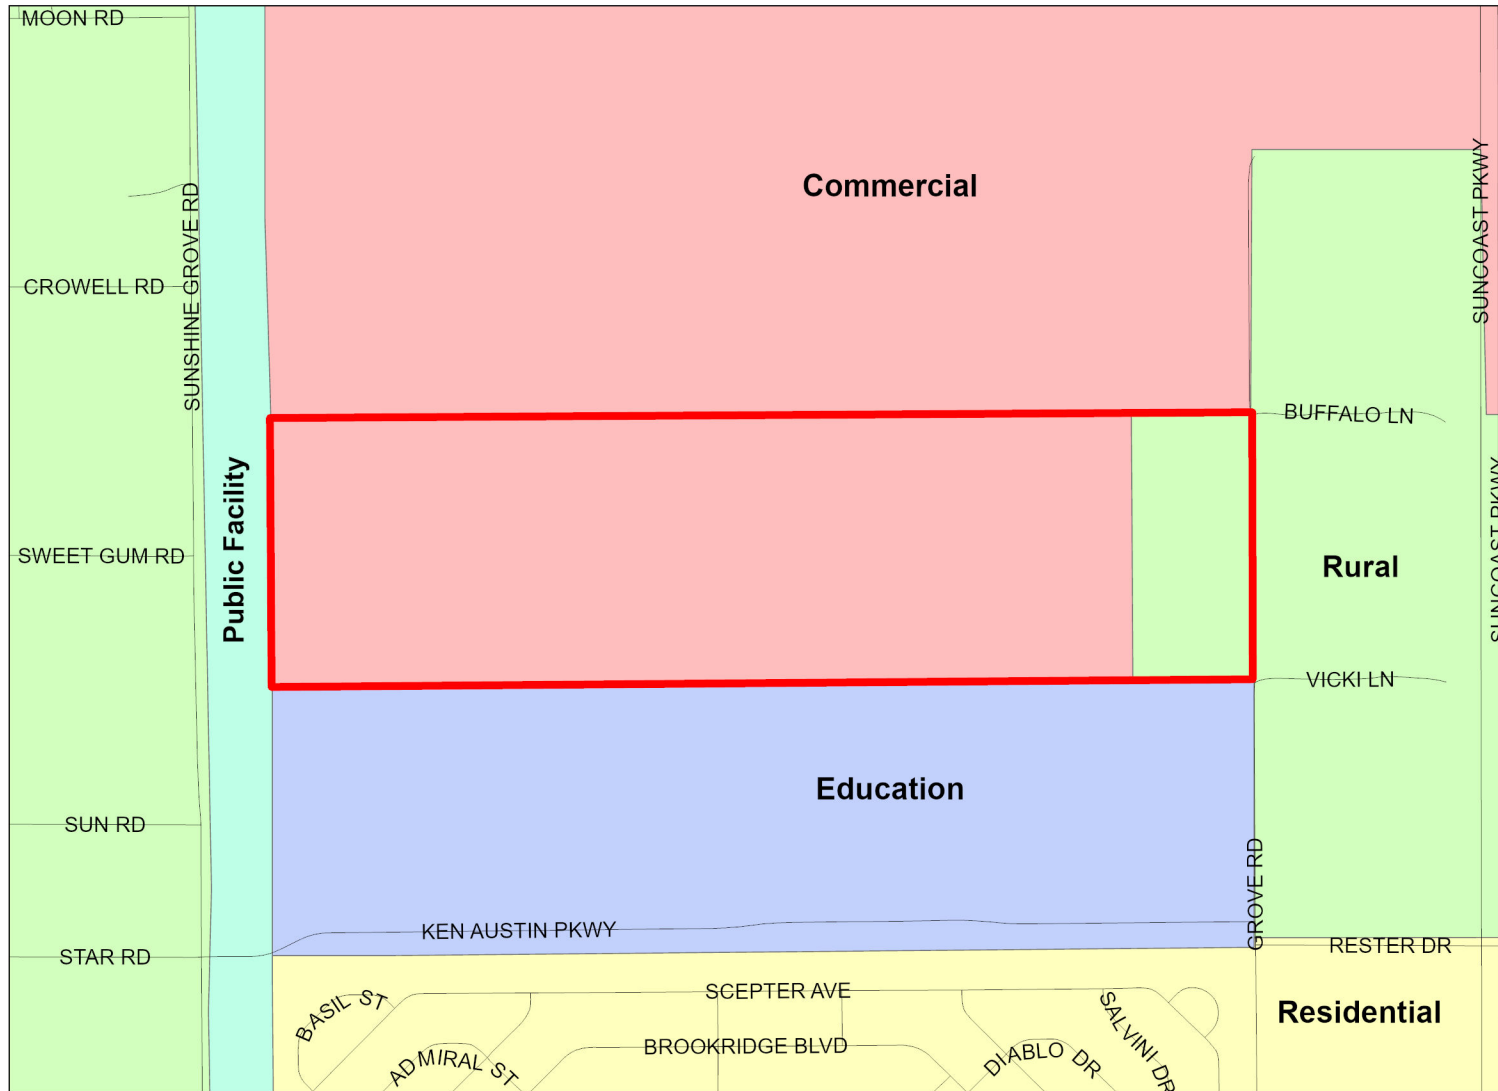 MOON RD
Commercial
SUNSHINE GROVE RD
SUNCOAST PKWY
CROWELL RD
BUFFALO LN
Public Facility
SUNCOAST PKWY
SWEET GUM RD
Rural
VICKI LN
Education
SUN RD
GROVE RD
KEN AUSTIN PKWY
STAR RD
RESTER DR
SCEPTER AVE
BASIL ST
SALVINI DR
Residential
BROOKRIDGE BLVD
ADMIRAL ST
DIABLO DR